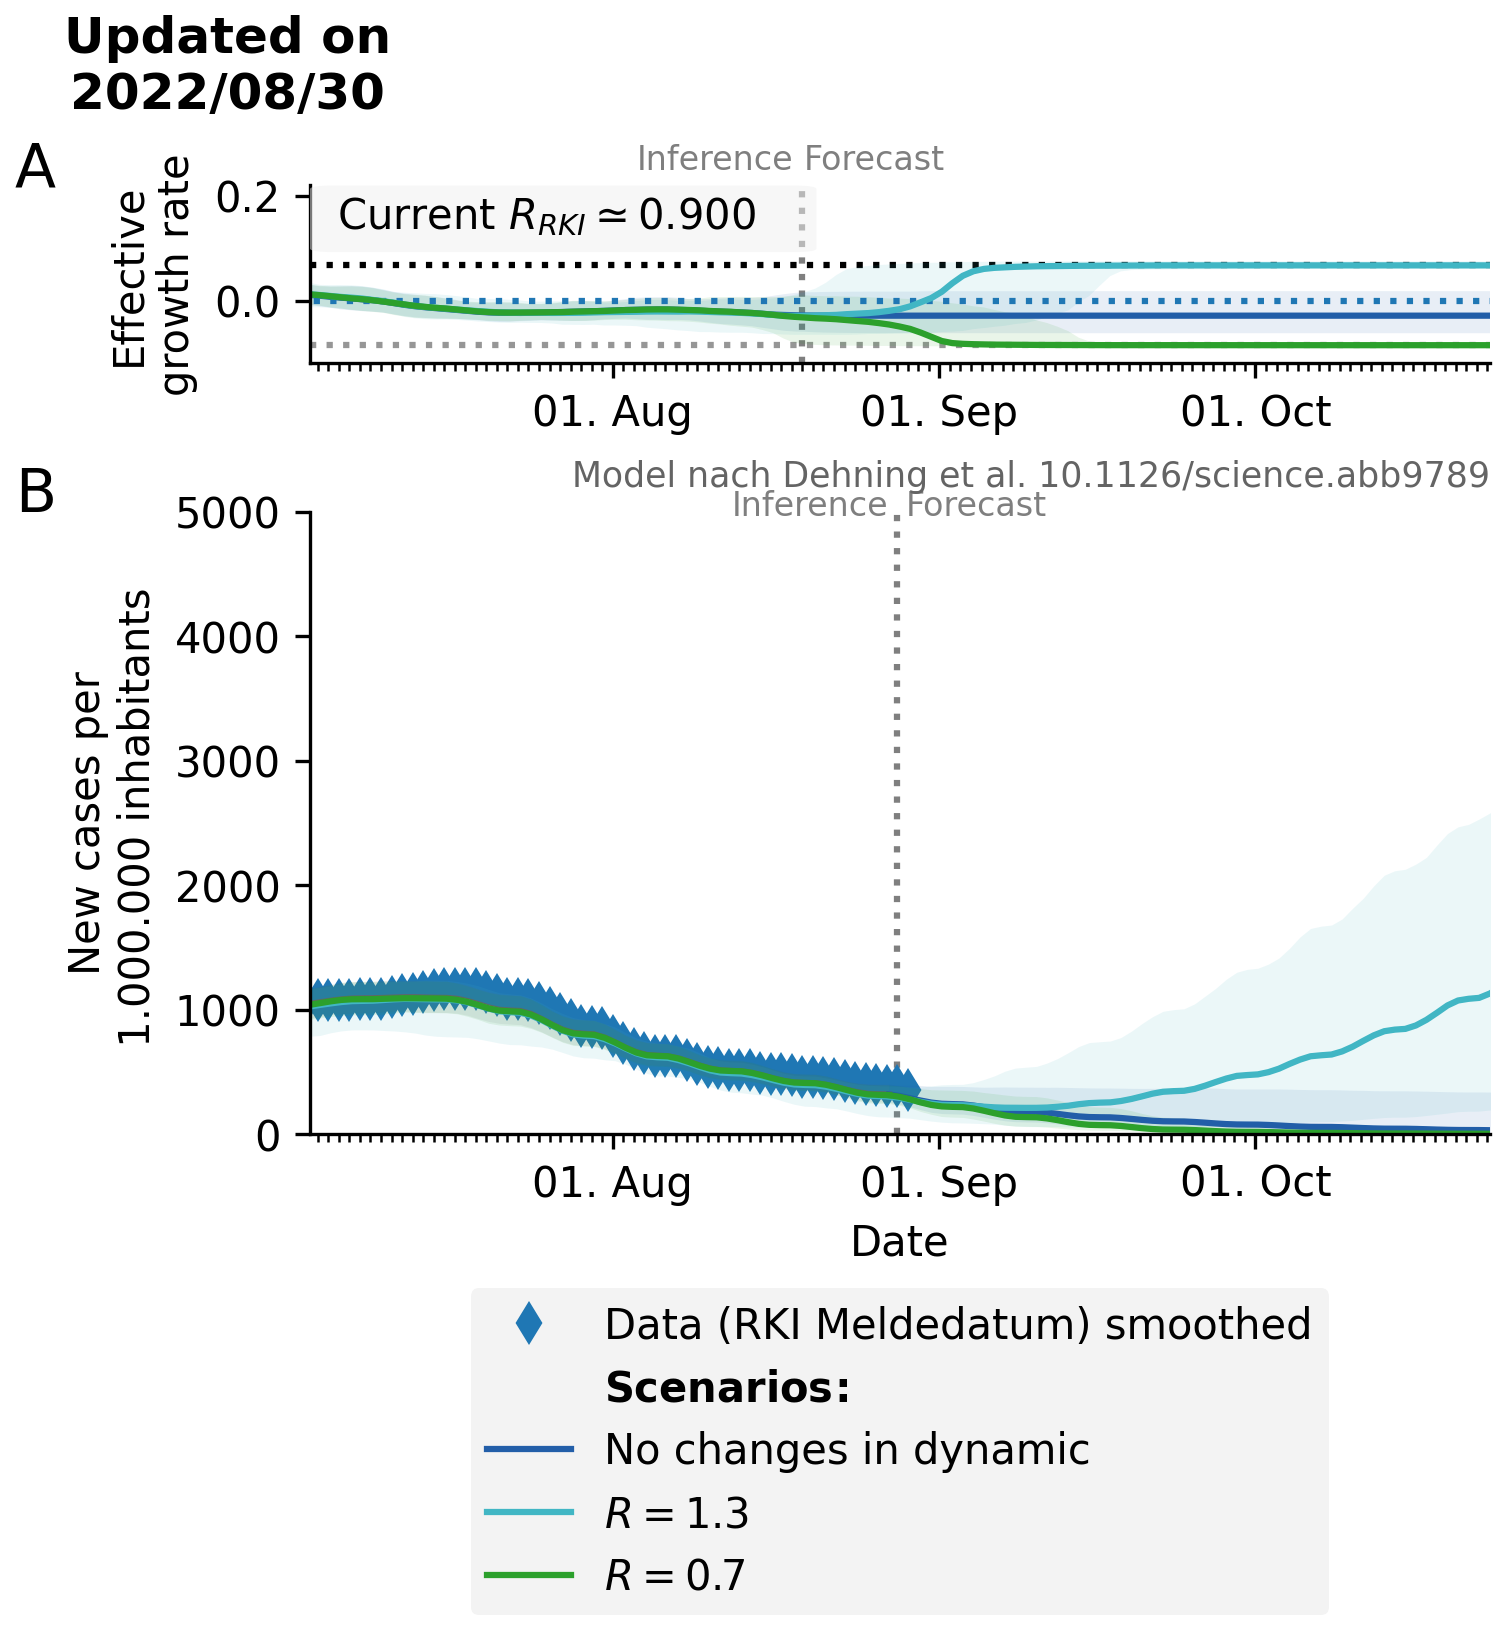 Updated on
2022/08/30
A
Inference Forecast
Effective
growth rate
0.2
0.0
Current R_RKI ≃ 0.900
01. Aug
01. Sep
01. Oct
B
Model nach Dehning et al. 10.1126/science.abb9789
Inference Forecast
New cases per
1.000.000 inhabitants
5000
4000
3000
2000
1000
0
01. Aug
01. Sep
01. Oct
Date
Data (RKI Meldedatum) smoothed
Scenarios:
No changes in dynamic
R = 1.3
R = 0.7